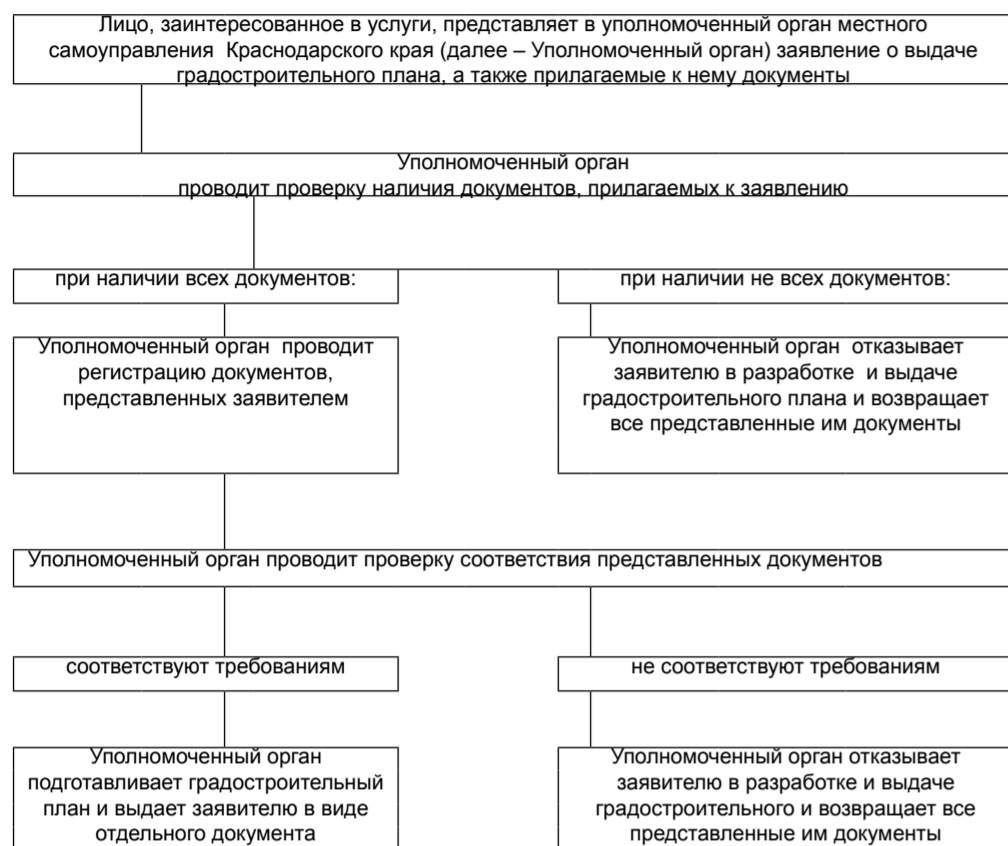 Лицо, заинтересованное в услуги, представляет в уполномоченный орган местного
самоуправления  Краснодарского края (далее – Уполномоченный орган) заявление о выдаче
градостроительного плана, а также прилагаемые к нему документы
Уполномоченный орган
проводит проверку наличия документов, прилагаемых к заявлению
при наличии всех документов:
при наличии не всех документов:
Уполномоченный орган  проводит
регистрацию документов,
представленных заявителем
Уполномоченный орган  отказывает
заявителю в разработке  и выдаче
градостроительного плана и возвращает
все представленные им документы
Уполномоченный орган проводит проверку соответствия представленных документов
соответствуют требованиям
не соответствуют требованиям
Уполномоченный орган
подготавливает градостроительный
план и выдает заявителю в виде
отдельного документа
Уполномоченный орган отказывает
заявителю в разработке и выдаче
градостроительного и возвращает все
представленные им документы